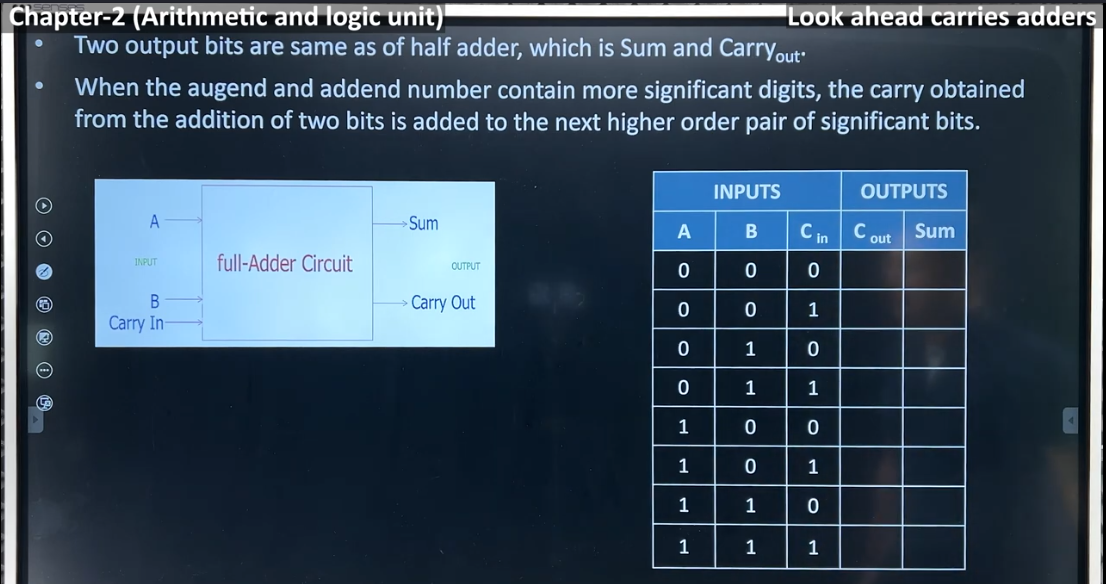 Chapter-2 (Arithmetic and logic unit)
Look ahead carries adders
• Two output bits are same as of half adder, which is Sum and Carryout.
• When the augend and addend number contain more significant digits, the carry obtained
from the addition of two bits is added to the next higher order pair of significant bits.
A
Sum
INPUT
full-Adder Circuit
OUTPUT
B
Carry Out
Carry In
INPUTS OUTPUTS
A B C in C out Sum
0 0 0
0 0 1
0 1 0
0 1 1
1 0 0
1 0 1
1 1 0
1 1 1